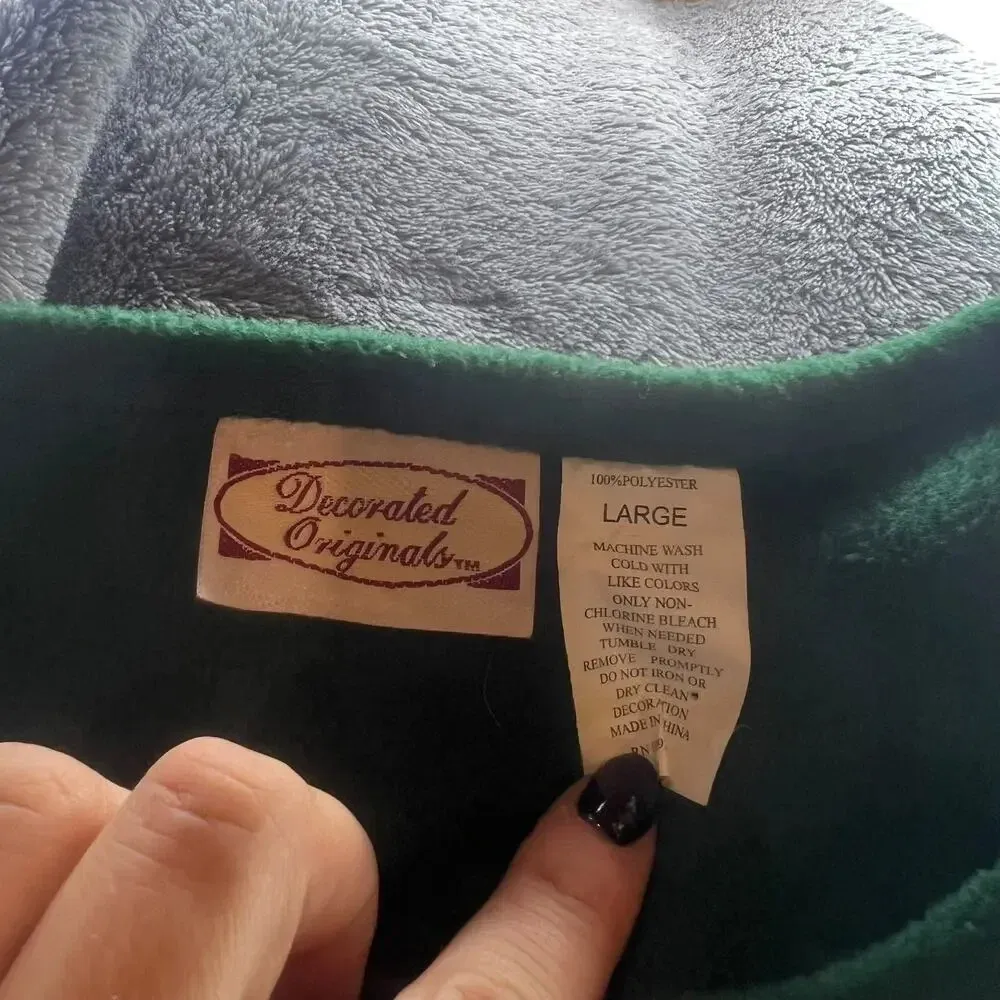 Decorated
Originals™
100%POLYESTER
LARGE
MACHINE WASH
COLD WITH
LIKE COLORS
ONLY NON-
CHLORINE BLEACH
WHEN NEEDED
TUMBLE DRY
REMOVE PROMPTLY
DO NOT IRON OR
DRY CLEAN
DECORATION
MADE IN CHINA
RN